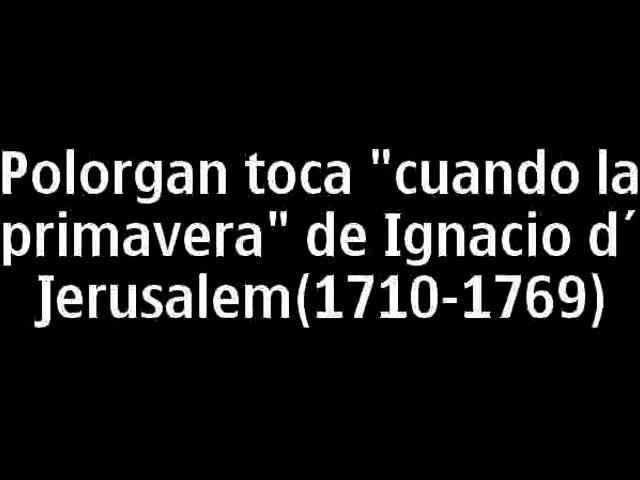 Polorgan toca "cuando la
primavera" de Ignacio d´
Jerusalem(1710-1769)